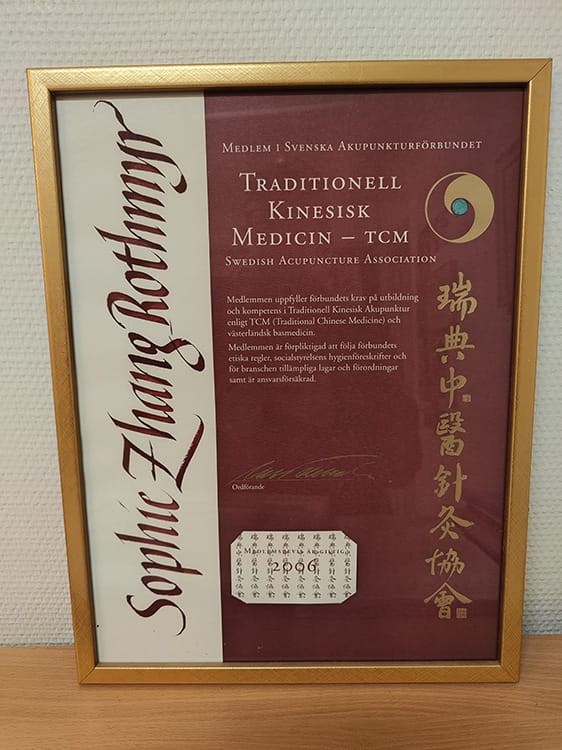 Sophie Zhang Rothmyr
Medlem i Svenska Akupunkturförbundet
Traditionell
Kinesisk
Medicin – TCM
Swedish Acupuncture Association
Medlemmen uppfyller förbundets krav på utbildning
och kompetens i Traditionell Kinesisk Akupunktur
enligt TCM (Traditional Chinese Medicine) och
västerländsk basmedicin.
Medlemmen är förpliktigad att följa förbundets
etiska regler, socialstyrelsens hygienföreskrifter och
för branschen tillämpliga lagar och förordningar
samt är ansvarsförsäkrad.
Ordförande
Medlemsbevis är giltigt
2006
瑞典中醫針灸協會